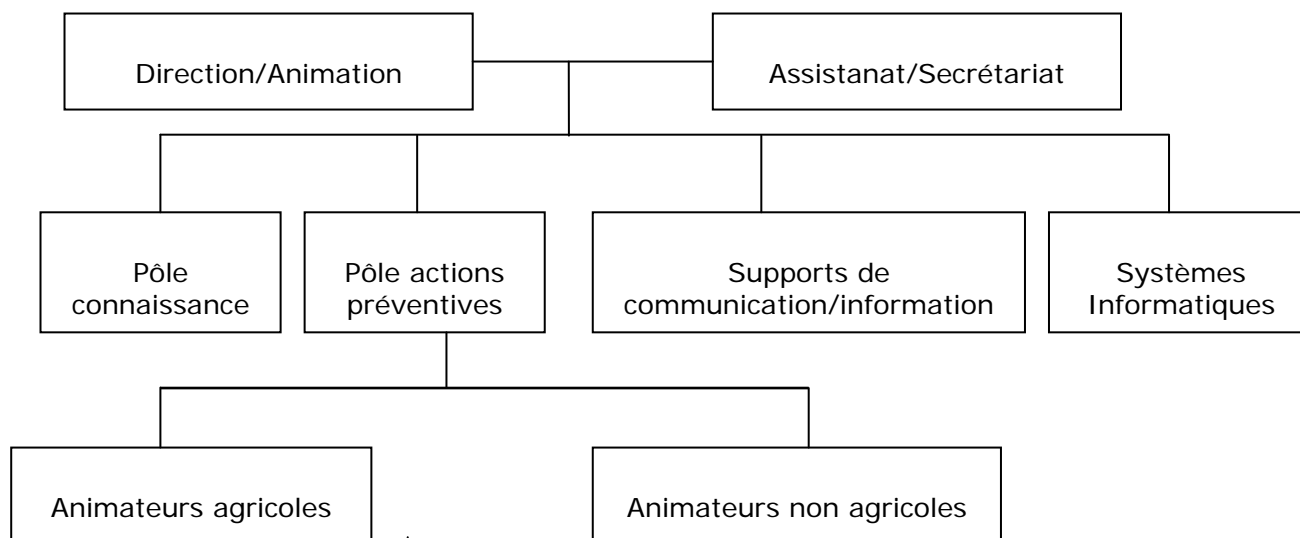 Direction/Animation
Assistanat/Secrétariat
Pôle
connaissance
Pôle actions
préventives
Supports de
communication/information
Systèmes
Informatiques
Animateurs agricoles
Animateurs non agricoles